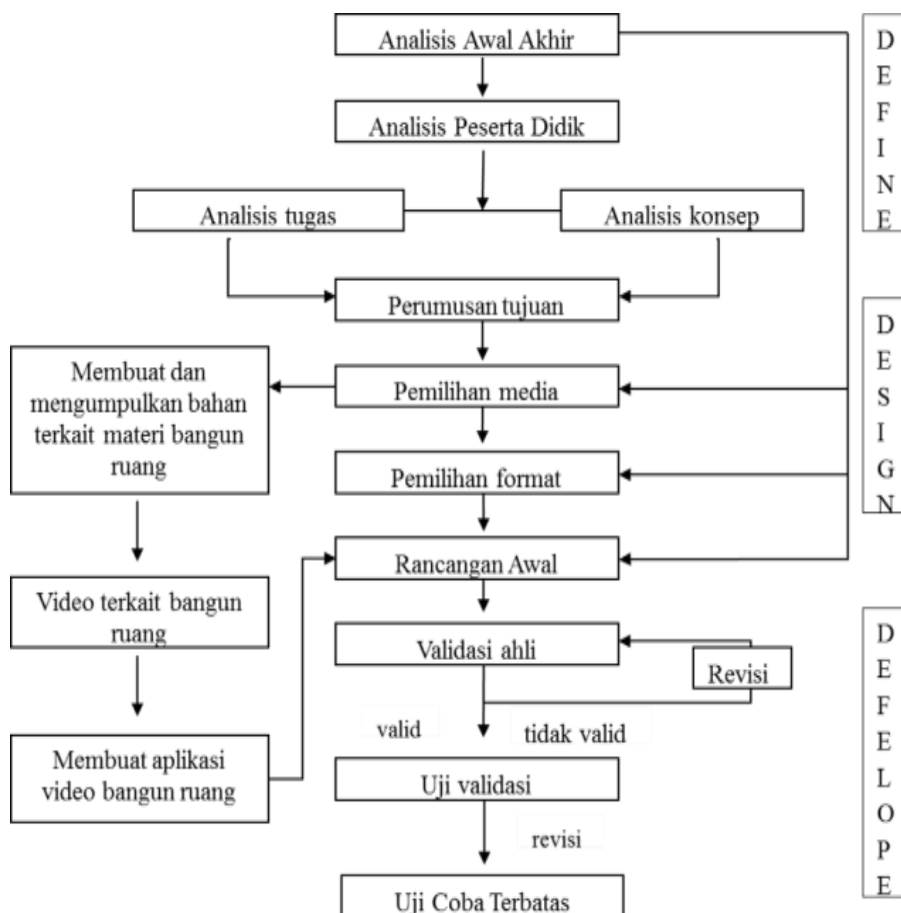 Analisis Awal Akhir
Analisis Peserta Didik
Analisis tugas
Analisis konsep
Perumusan tujuan
Membuat dan
mengumpulkan bahan
terkait materi bangun
ruang
Pemilihan media
Pemilihan format
Rancangan Awal
Video terkait bangun
ruang
Validasi ahli
Revisi
valid
tidak valid
Membuat aplikasi
video bangun ruang
Uji validasi
revisi
Uji Coba Terbatas
D
E
F
I
N
E
D
E
S
I
G
N
D
E
F
E
L
O
P
E